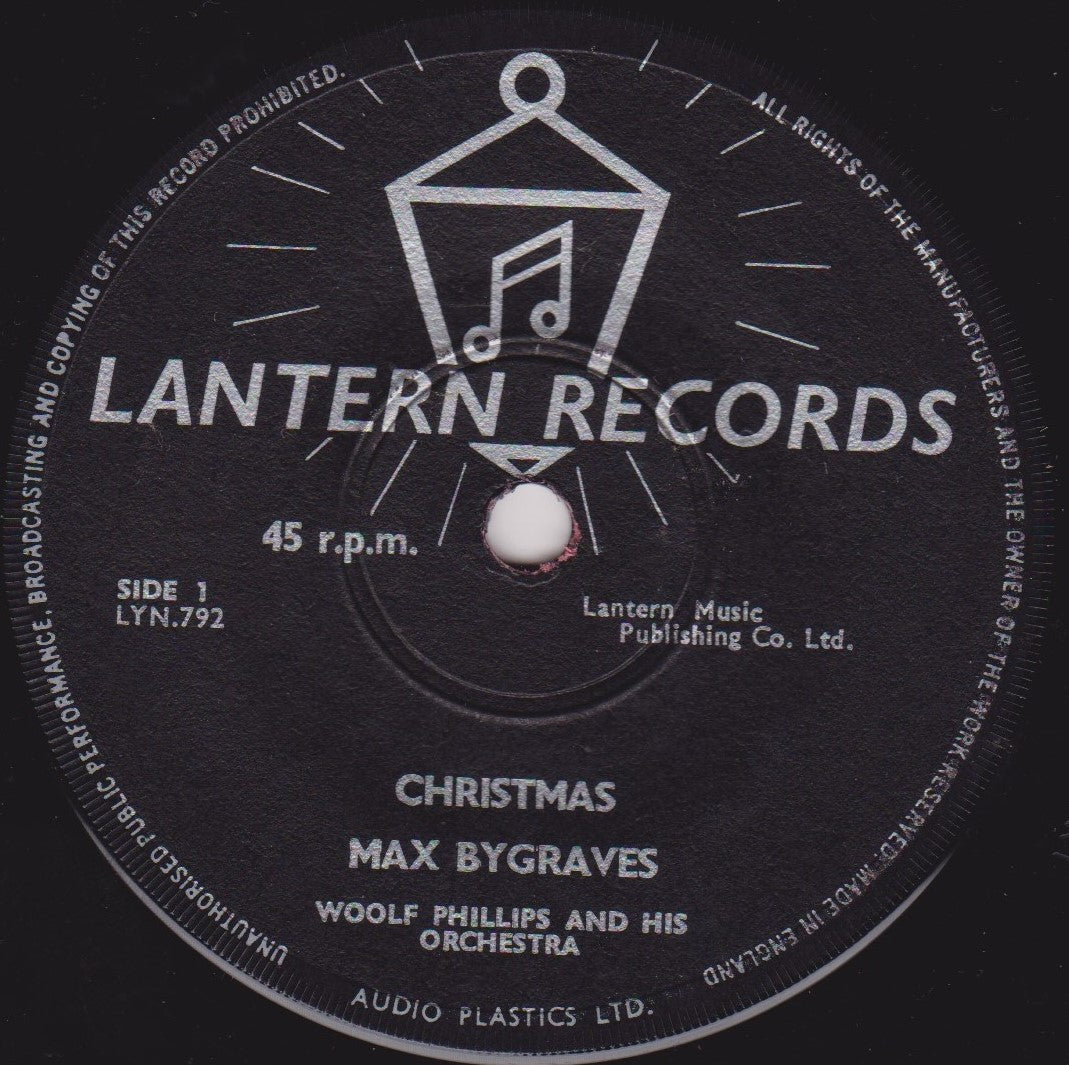 ALL RIGHTS OF THE MANUFACTURERS AND THE OWNER OF THE WORK RESERVED. MADE IN ENGLAND
UNAUTHORISED PUBLIC PERFORMANCE, BROADCASTING AND COPYING OF THIS RECORD PROHIBITED.
LANTERN RECORDS
45 r.p.m.
SIDE 1
LYN.792
Lantern Music
Publishing Co. Ltd.
CHRISTMAS
MAX BYGRAVES
WOOLF PHILLIPS AND HIS
ORCHESTRA
AUDIO PLASTICS LTD.